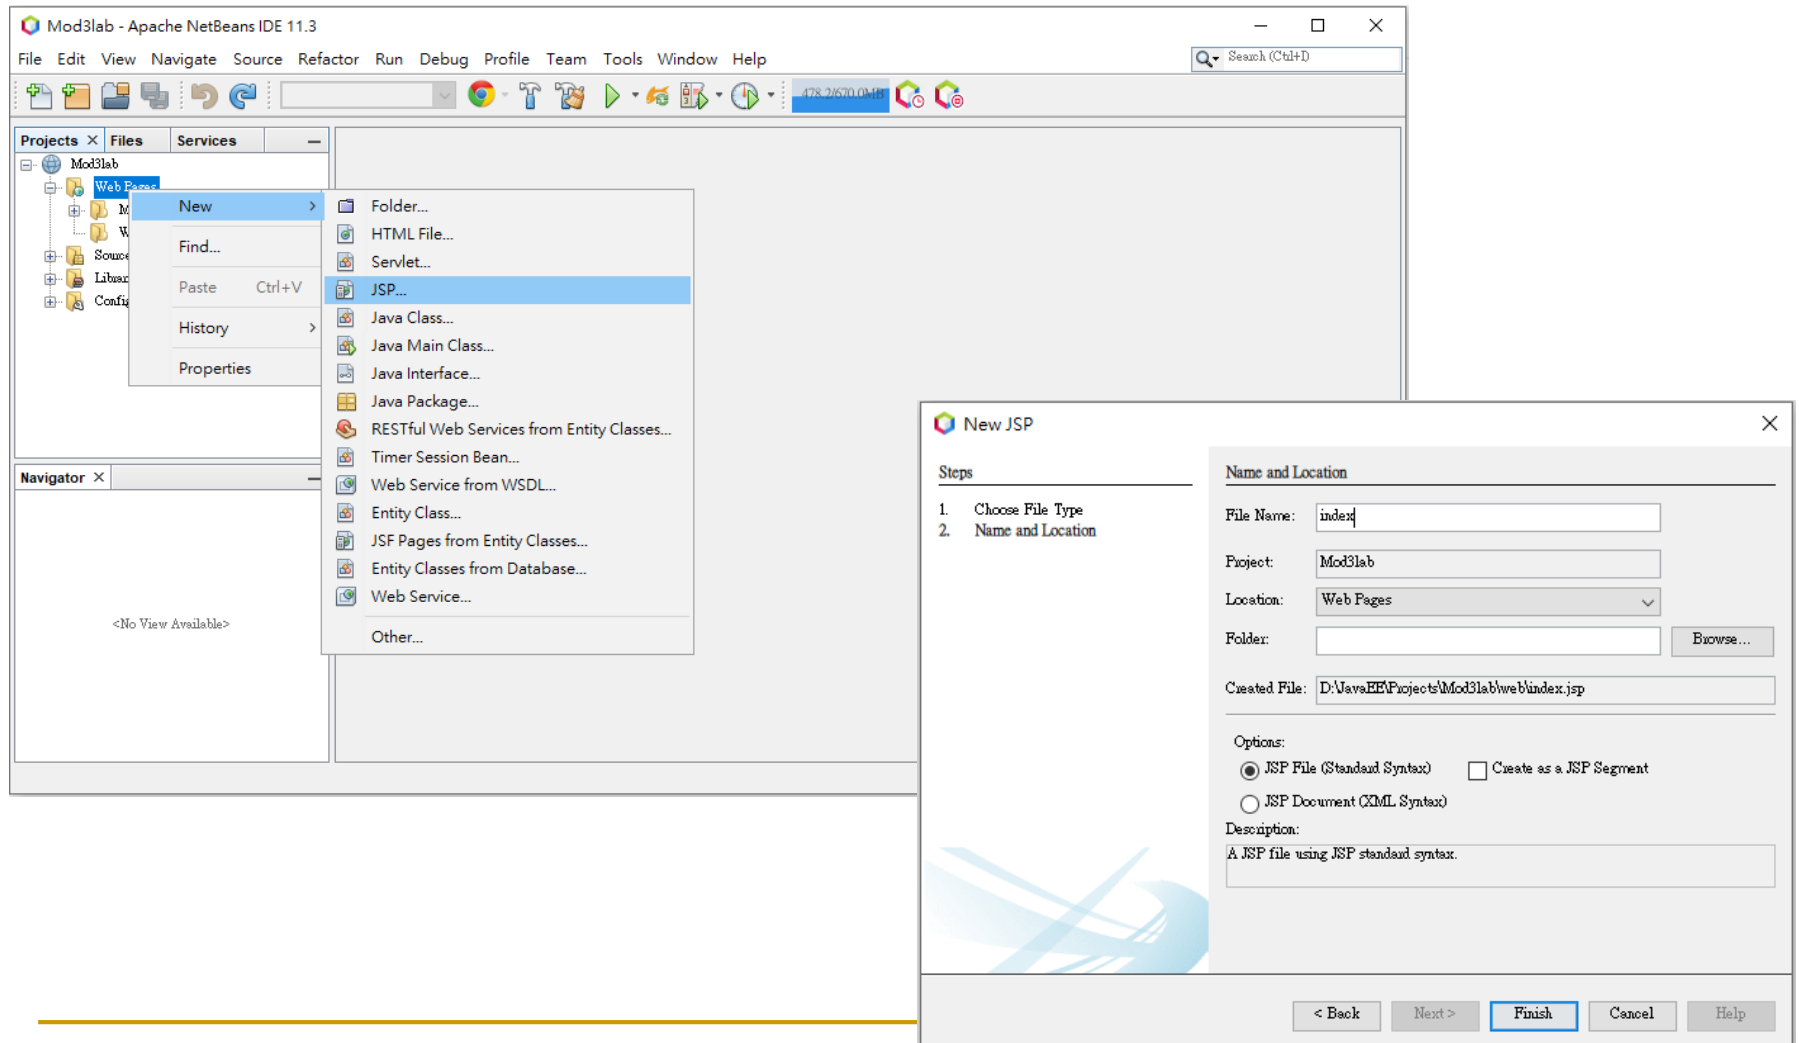 Mod3lab - Apache NetBeans IDE 11.3
File Edit View Navigate Source Refactor Run Debug Profile Team Tools Window Help
Search (Ctrl+I)
478.2/670.0MB
Projects Files Services
Mod3lab
Web Pages
New
Find...
Paste Ctrl+V
History
Properties
Folder...
HTML File...
Servlet...
JSP...
Java Class...
Java Main Class...
Java Interface...
Java Package...
RESTful Web Services from Entity Classes...
Timer Session Bean...
Web Service from WSDL...
Entity Class...
JSF Pages from Entity Classes...
Entity Classes from Database...
Web Service...
Other...
Navigator
<No View Available>
New JSP
Steps
1. Choose File Type
2. Name and Location
Name and Location
File Name: index
Project: Mod3lab
Location: Web Pages
Folder:
Browse...
Created File: D:\JavaEE\Projects\Mod3lab\web\index.jsp
Options:
JSP File (Standard Syntax) Create as a JSP Segment
JSP Document (XML Syntax)
Description:
A JSP file using JSP standard syntax.
< Back Next > Finish Cancel Help